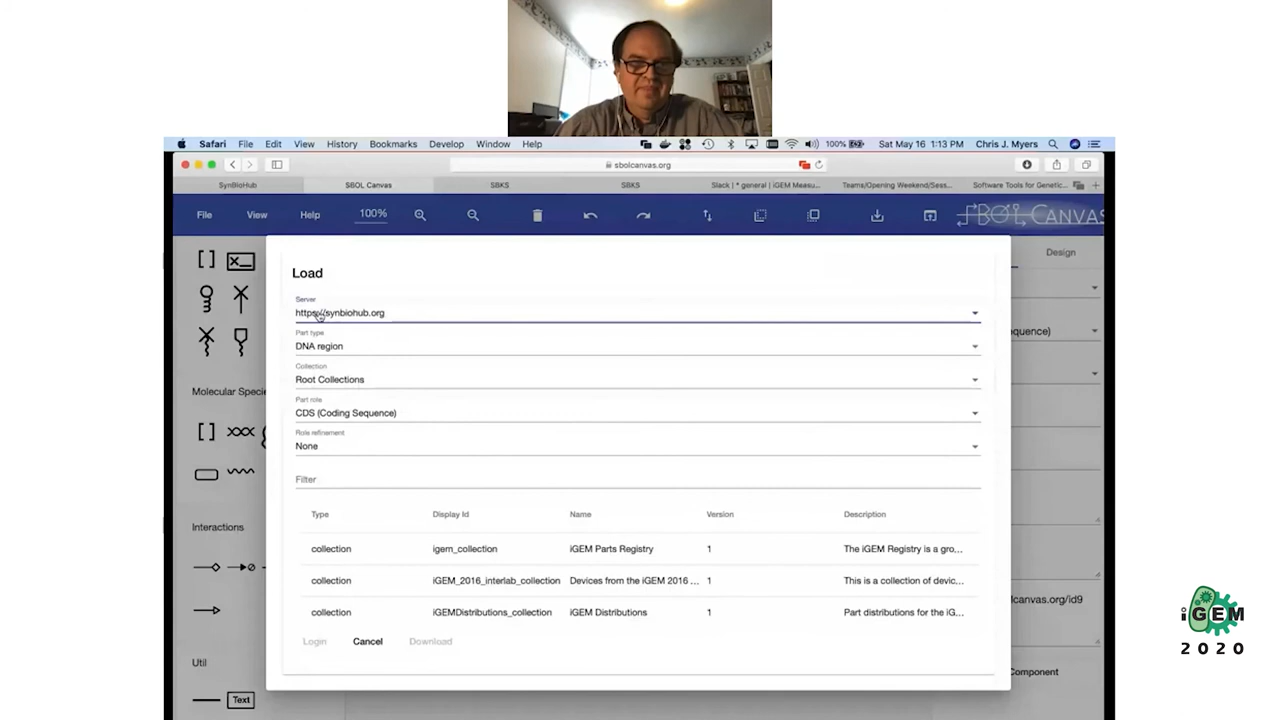 Safari File Edit View History Bookmarks Develop Window Help 100% Sat May 16 1:13 PM Chris J. Myers
sbolcanvas.org
SynBioHub SBOL Canvas SBKS SBKS Slack | * general | iGEM Measu... Teams/Opening Weekend/Sess... Software Tools for Genetic...
File View Help 100% SBOL CANVAS
Design
Load
Server
https://synbiohub.org
Part type
DNA region
quence)
Collection
Root Collections
Molecular Specie
Part role
CDS (Coding Sequence)
Role refinement
None
Filter
Type Display Id Name Version Description
Interactions
collection igem_collection iGEM Parts Registry 1 The iGEM Registry is a gro...
collection iGEM_2016_interlab_collection Devices from the iGEM 2016 ... 1 This is a collection of devic...
lcanvas.org/id9
collection iGEMDistributions_collection iGEM Distributions 1 Part distributions for the iG...
Login Cancel Download
Util
Component
Text
iGEM
2020